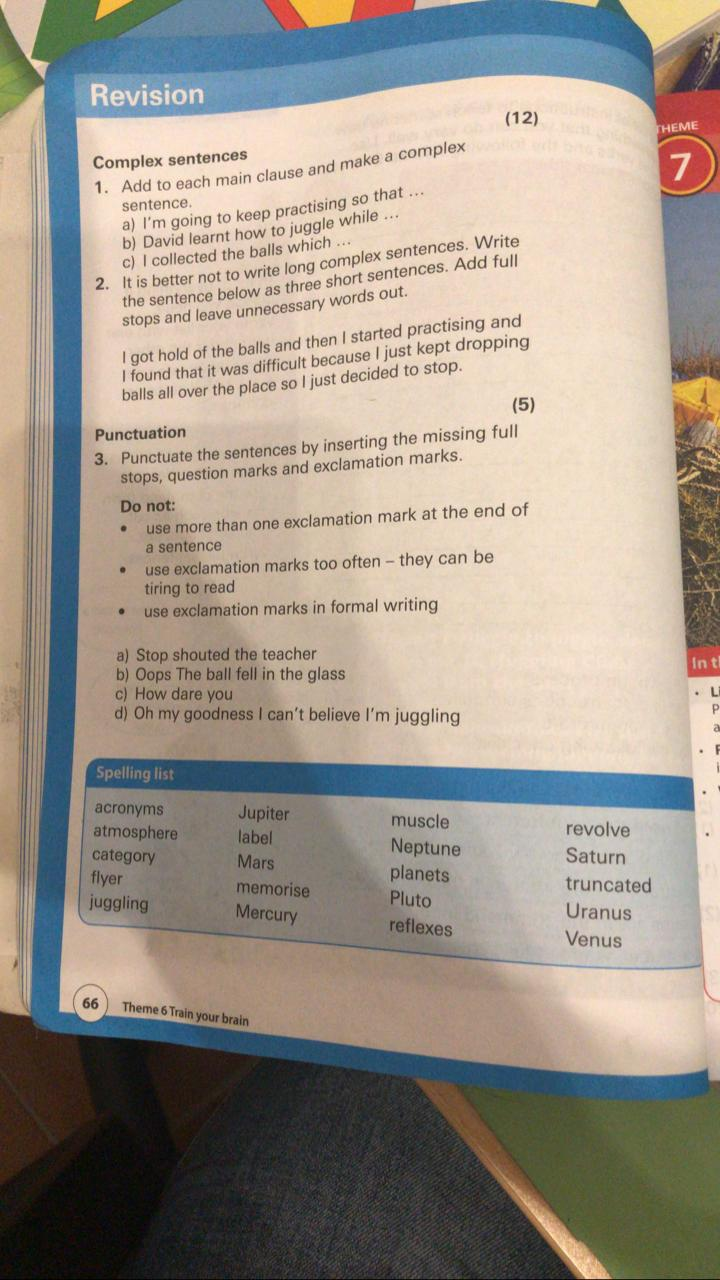 Revision
(12)
Complex sentences
1. Add to each main clause and make a complex
sentence.
a) I'm going to keep practising so that ...
b) David learnt how to juggle while ...
c) I collected the balls which ...
2. It is better not to write long complex sentences. Write
the sentence below as three short sentences. Add full
stops and leave unnecessary words out.
I got hold of the balls and then I started practising and
I found that it was difficult because I just kept dropping
balls all over the place so I just decided to stop.
(5)
Punctuation
3. Punctuate the sentences by inserting the missing full
stops, question marks and exclamation marks.
Do not:
• use more than one exclamation mark at the end of
a sentence
• use exclamation marks too often – they can be
tiring to read
• use exclamation marks in formal writing
a) Stop shouted the teacher
b) Oops The ball fell in the glass
c) How dare you
d) Oh my goodness I can't believe I'm juggling
Spelling list
acronyms
atmosphere
category
flyer
juggling
Jupiter
label
Mars
memorise
Mercury
muscle
Neptune
planets
Pluto
reflexes
revolve
Saturn
truncated
Uranus
Venus
66 Theme 6 Train your brain
THEME
7
In